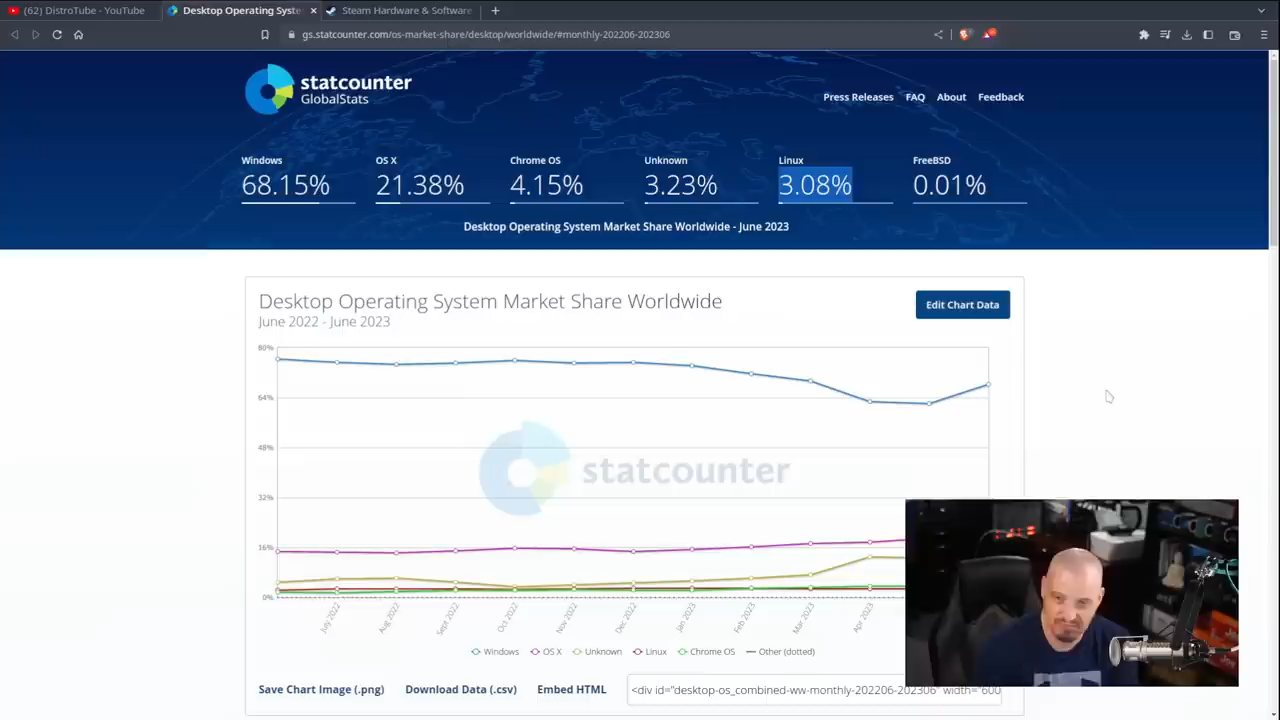 (62) DistroTube - YouTube
Desktop Operating Syste
Steam Hardware & Software
gs.statcounter.com/os-market-share/desktop/worldwide/#monthly-202206-202306
statcounter
GlobalStats
Press Releases FAQ About Feedback
Windows OS X Chrome OS Unknown Linux FreeBSD
68.15% 21.38% 4.15% 3.23% 3.08% 0.01%
Desktop Operating System Market Share Worldwide - June 2023
Desktop Operating System Market Share Worldwide
June 2022 - June 2023
Edit Chart Data
80%
64%
48%
statcounter
32%
16%
0%
July 2022 Aug 2022 Sept 2022 Oct 2022 Nov 2022 Dec 2022 Jan 2023 Feb 2023 Mar 2023 Apr 2023
Windows OS X Unknown Linux Chrome OS Other (dotted)
Save Chart Image (.png) Download Data (.csv) Embed HTML <div id="desktop-os_combined-ww-monthly-202206-202306" width="600